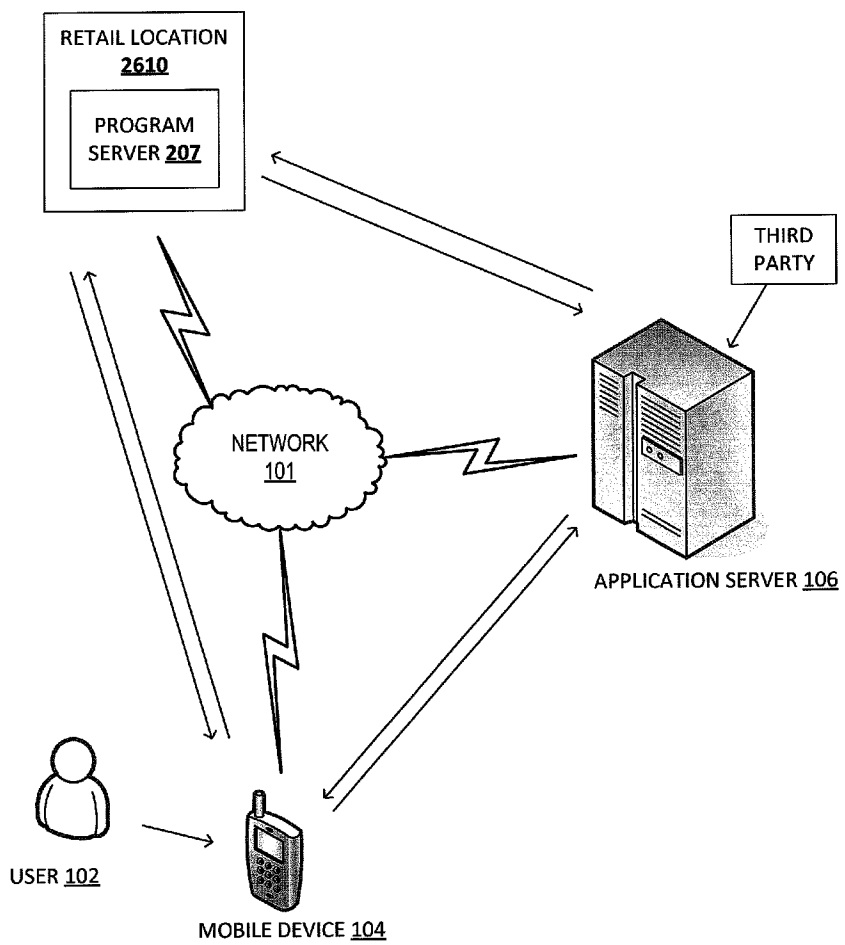 RETAIL LOCATION
2610
PROGRAM
SERVER 207
THIRD
PARTY
NETWORK
101
APPLICATION SERVER 106
USER 102
MOBILE DEVICE 104